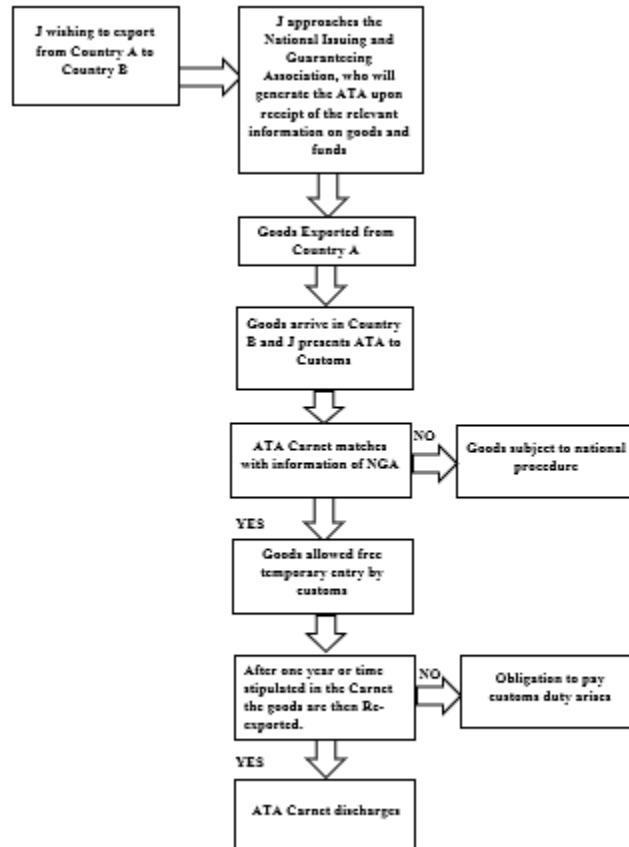 J wishing to export
from Country A to
Country B
J approaches the
National Issuing and
Guaranteeing
Association, who will
generate the ATA upon
receipt of the relevant
information on goods and
funds
Goods Exported from
Country A
Goods arrive in Country
B and J presents ATA to
Customs
ATA Carnet matches
with information of NGA
NO
Goods subject to national
procedure
YES
Goods allowed free
temporary entry by
customs
After one year or time
stipulated in the Carnet
the goods are then Re-
exported.
NO
Obligation to pay
customs duty arises
YES
ATA Carnet discharges